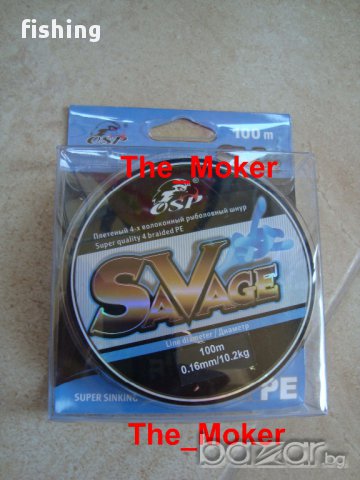 fishing
100 m
OSP
The_Moker
OSP
Плетеный 4-х волоконный рыболовный шнур
Super quality 4 braided PE
SAVAGE
Line diameter / Диаметр
100m
0.16mm/10.2kg
SUPER SINKING
PE
The_Moker
bазар.bg